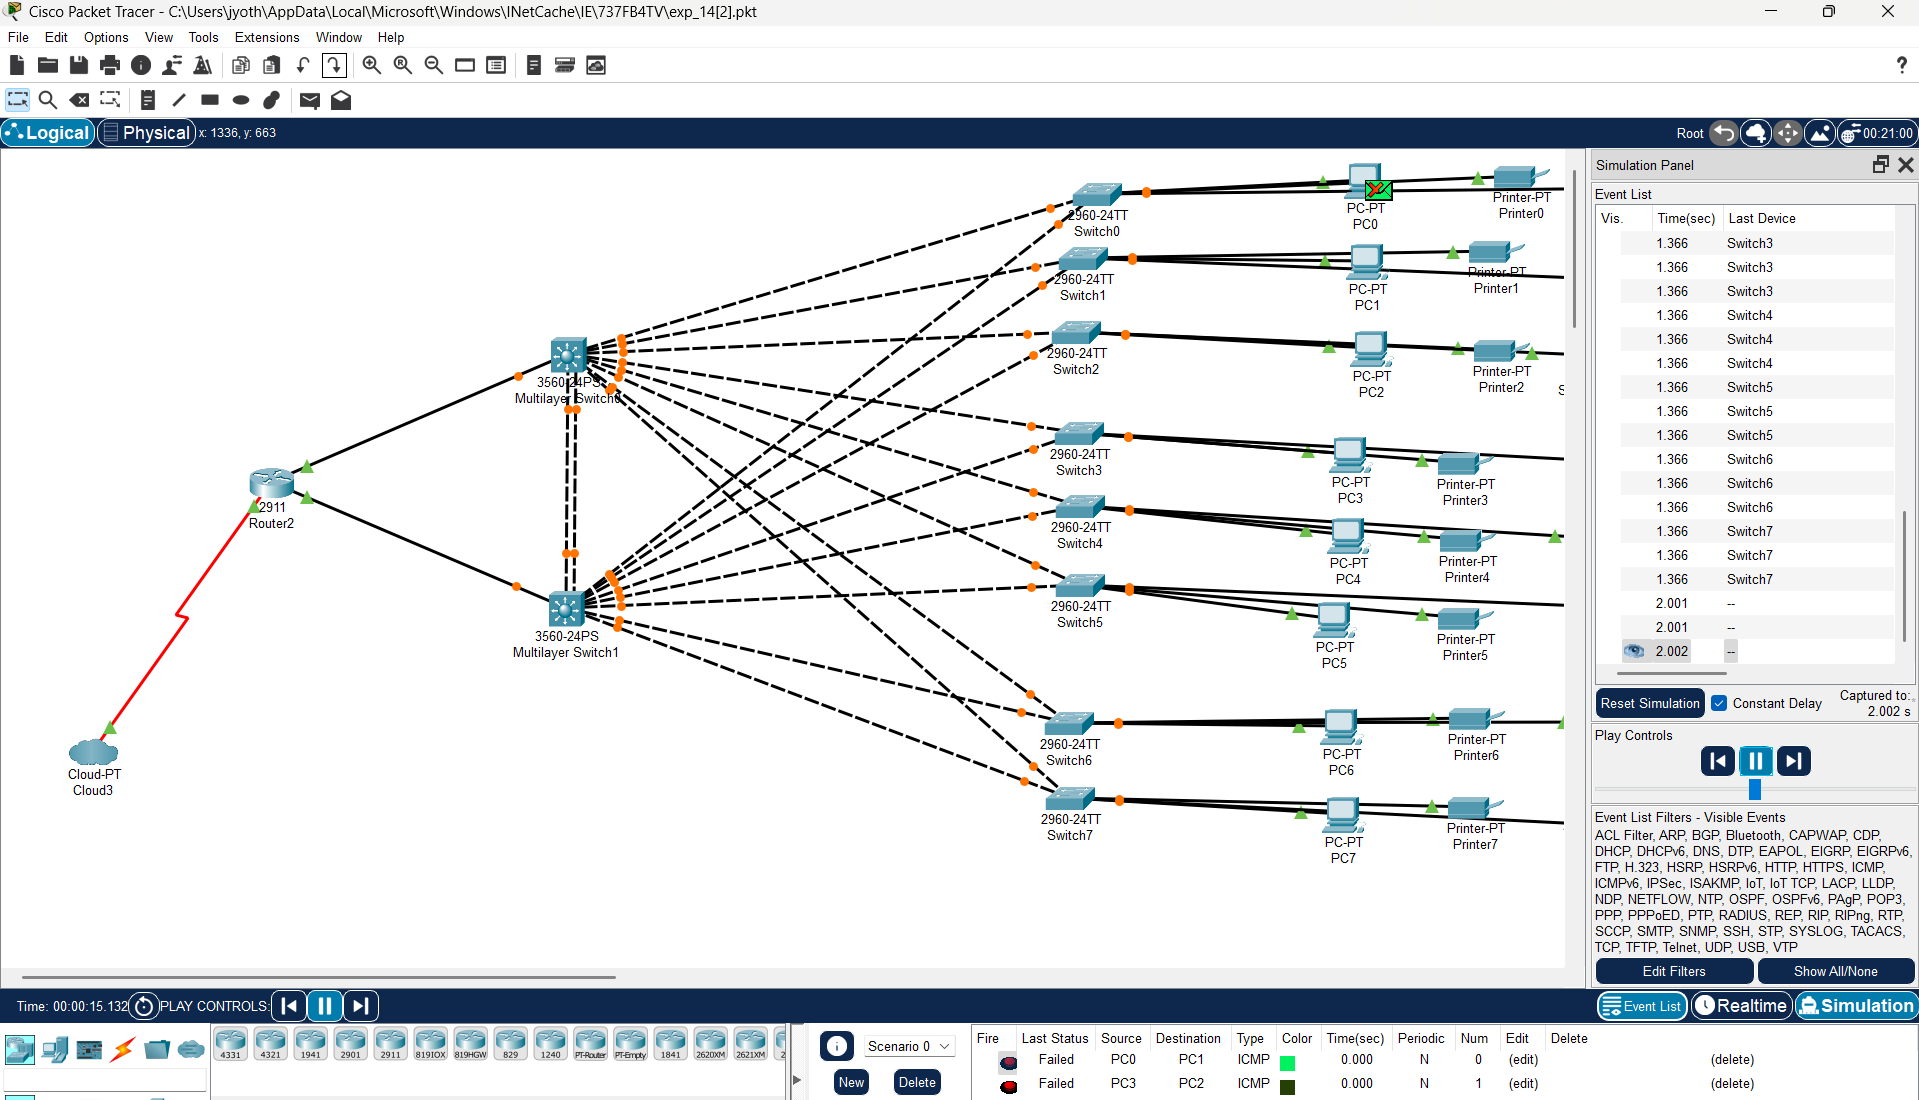 Cisco Packet Tracer - C:\Users\jyoth\AppData\Local\Microsoft\Windows\INetCache\IE\737FB4TV\exp_14[2].pkt
File Edit Options View Tools Extensions Window Help
?
Logical Physical x: 1336, y: 663
Root 00:21:00
2960-24TT
Switch0
2960-24TT
Switch1
2960-24TT
Switch2
2960-24TT
Switch3
2960-24TT
Switch4
2960-24TT
Switch5
2960-24TT
Switch6
2960-24TT
Switch7
PC-PT
PC0
PC-PT
PC1
PC-PT
PC2
PC-PT
PC3
PC-PT
PC4
PC-PT
PC5
PC-PT
PC6
PC-PT
PC7
Printer-PT
Printer0
Printer-PT
Printer1
Printer-PT
Printer2
Printer-PT
Printer3
Printer-PT
Printer4
Printer-PT
Printer5
Printer-PT
Printer6
Printer-PT
Printer7
3560-24PS
Multilayer Switch0
3560-24PS
Multilayer Switch1
2911
Router2
Cloud-PT
Cloud3
Simulation Panel
Event List
Vis. Time(sec) Last Device
1.366 Switch3
1.366 Switch3
1.366 Switch3
1.366 Switch4
1.366 Switch4
1.366 Switch4
1.366 Switch5
1.366 Switch5
1.366 Switch5
1.366 Switch6
1.366 Switch6
1.366 Switch6
1.366 Switch7
1.366 Switch7
1.366 Switch7
2.001 --
2.001 --
2.002 --
Reset Simulation Constant Delay Captured to:
2.002 s
Play Controls
Event List Filters - Visible Events
ACL Filter, ARP, BGP, Bluetooth, CAPWAP, CDP,
DHCP, DHCPv6, DNS, DTP, EAPOL, EIGRP, EIGRPv6,
FTP, H.323, HSRP, HSRPv6, HTTP, HTTPS, ICMP,
ICMPv6, IPSec, ISAKMP, IoT, IoT TCP, LACP, LLDP,
NDP, NETFLOW, NTP, OSPF, OSPFv6, PAgP, POP3,
PPP, PPPoED, PTP, RADIUS, REP, RIP, RIPng, RTP,
SCCP, SMTP, SNMP, SSH, STP, SYSLOG, TACACS,
TCP, TFTP, Telnet, UDP, USB, VTP
Edit Filters Show All/None
Time: 00:00:15.132 PLAY CONTROLS:
Event List Realtime Simulation
4331 4321 1941 2901 2911 819IOX 819HGW 829 1240 PT-Router PT-Empty 1841 2620XM 2621XM
Scenario 0
New Delete
Fire Last Status Source Destination Type Color Time(sec) Periodic Num Edit Delete
Failed PC0 PC1 ICMP 0.000 N 0 (edit) (delete)
Failed PC3 PC2 ICMP 0.000 N 1 (edit) (delete)